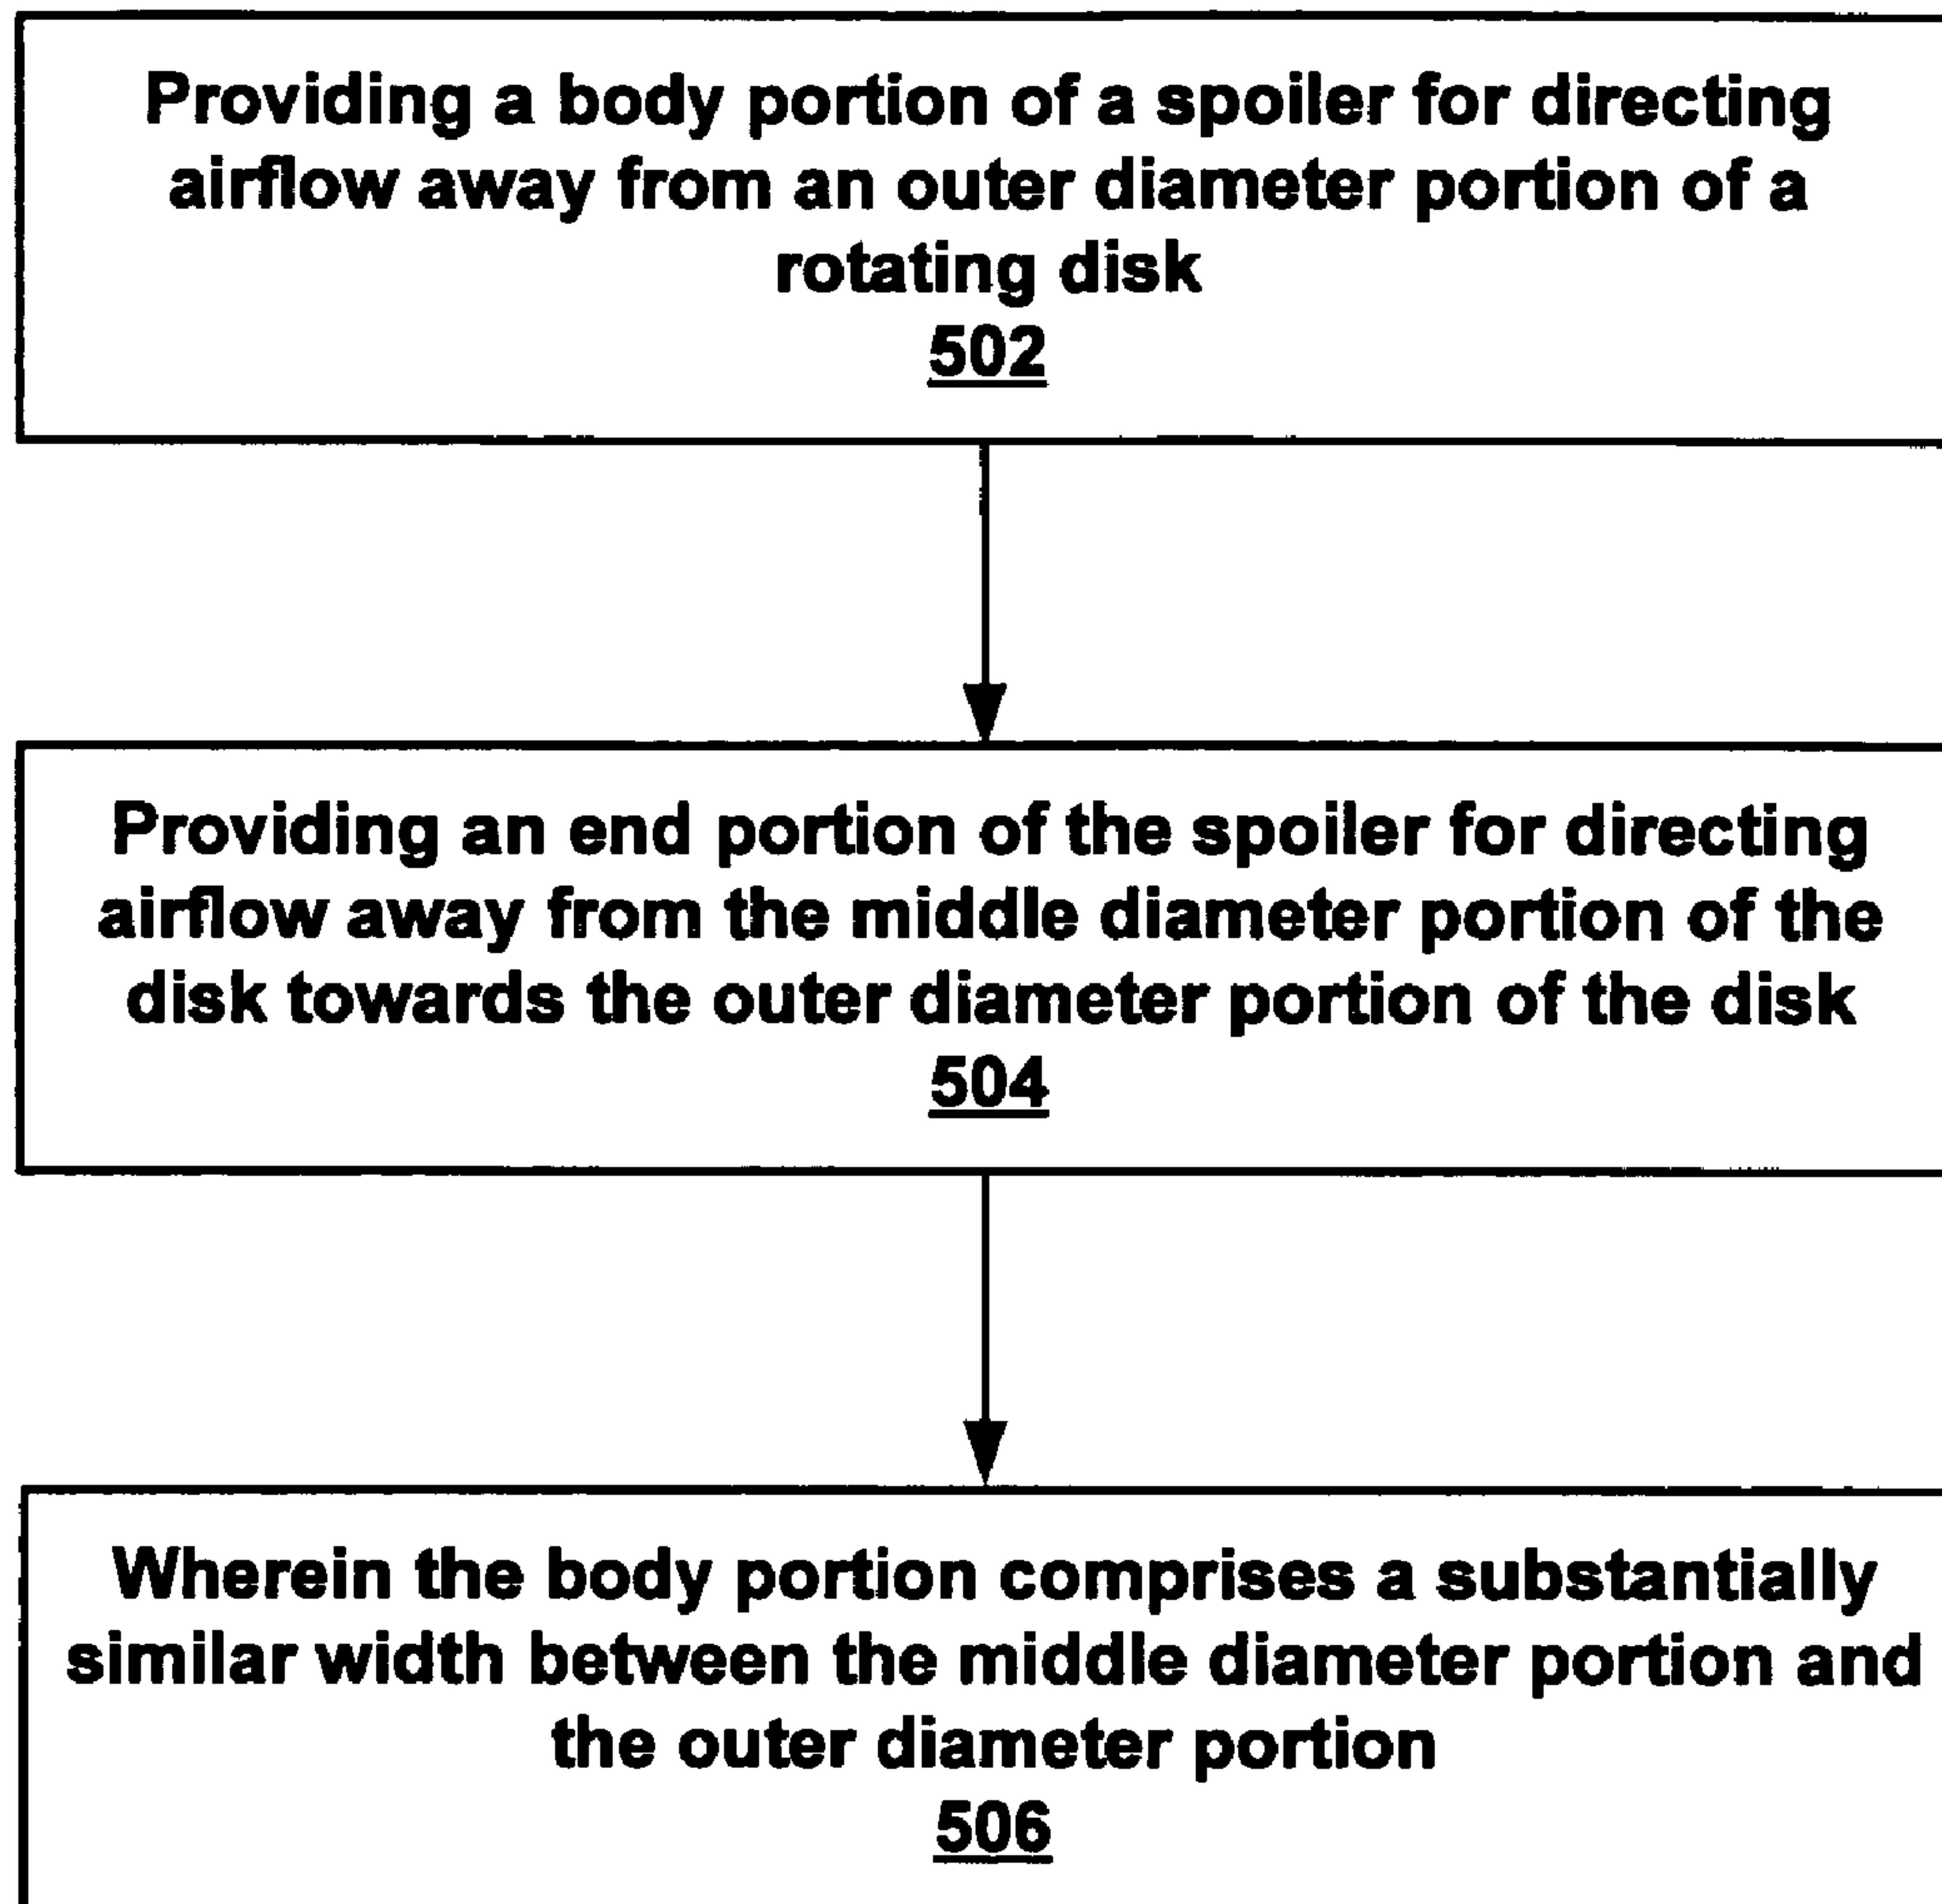 Providing a body portion of a spoiler for directing
airflow away from an outer diameter portion of a
rotating disk
502
Providing an end portion of the spoiler for directing
airflow away from the middle diameter portion of the
disk towards the outer diameter portion of the disk
504
Wherein the body portion comprises a substantially
similar width between the middle diameter portion and
the outer diameter portion
506